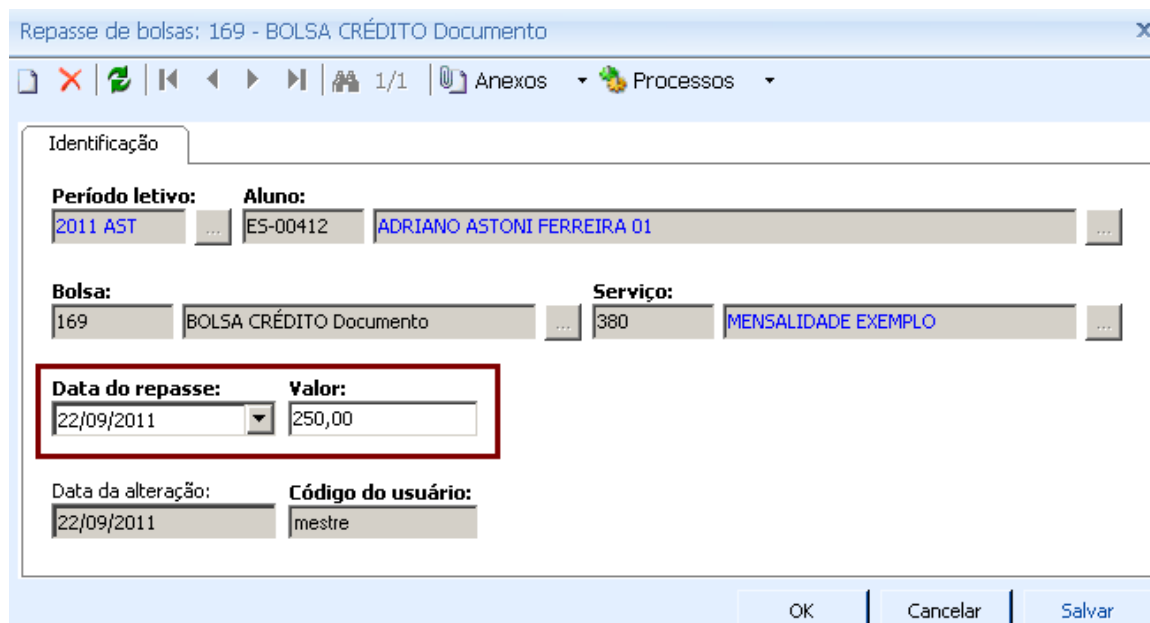 Repasse de bolsas: 169 - BOLSA CRÉDITO Documento
1/1 Anexos Processos
Identificação
Período letivo: Aluno:
2011 AST ... ES-00412 ADRIANO ASTONI FERREIRA 01 ...
Bolsa: Serviço:
169 BOLSA CRÉDITO Documento ... 380 MENSALIDADE EXEMPLO ...
Data do repasse: Valor:
22/09/2011 250,00
Data da alteração: Código do usuário:
22/09/2011 mestre
OK Cancelar Salvar